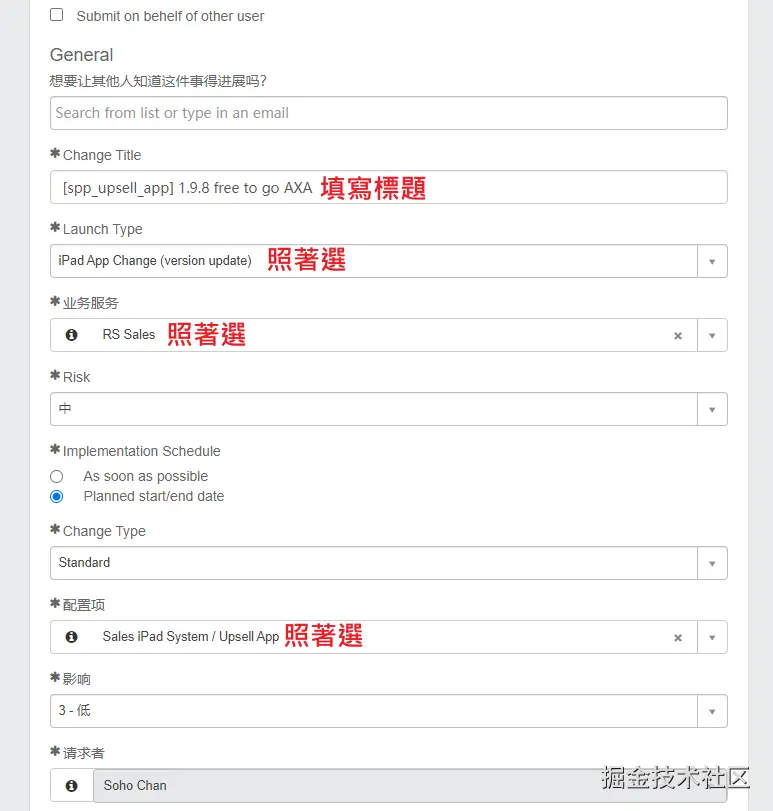 Submit on behalf of other user
General
想要让其他人知道这件事得进展吗?
Search from list or type in an email
✱Change Title
[spp_upsell_app] 1.9.8 free to go AXA 填寫標題
✱Launch Type
iPad App Change (version update) 照著選
✱业务服务
RS Sales 照著選
✱Risk
中
✱Implementation Schedule
As soon as possible
Planned start/end date
✱Change Type
Standard
✱配置项
Sales iPad System / Upsell App 照著選
✱影响
3 - 低
✱请求者
Soho Chan
掘金技术社区